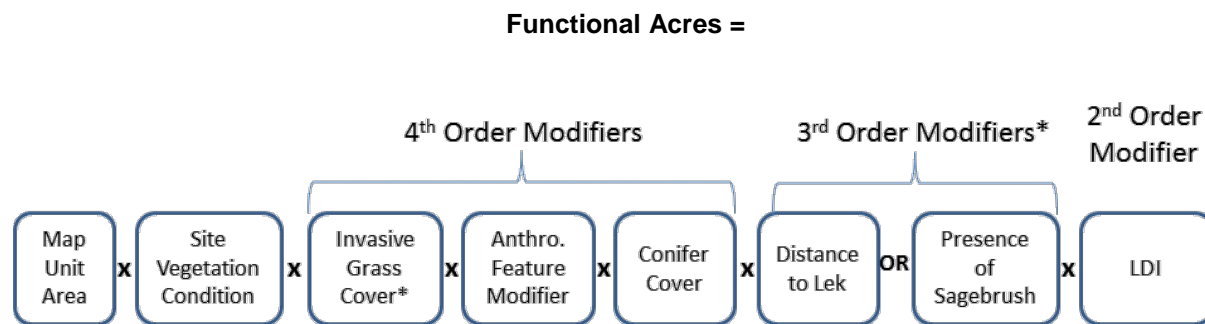 Functional Acres =
4th Order Modifiers
3rd Order Modifiers*
2nd Order
Modifier
Map
Unit
Area
x
Site
Vegetation
Condition
x
Invasive
Grass
Cover*
x
Anthro.
Feature
Modifier
x
Conifer
Cover
x
Distance
to Lek
OR
Presence
of
Sagebrush
x
LDI